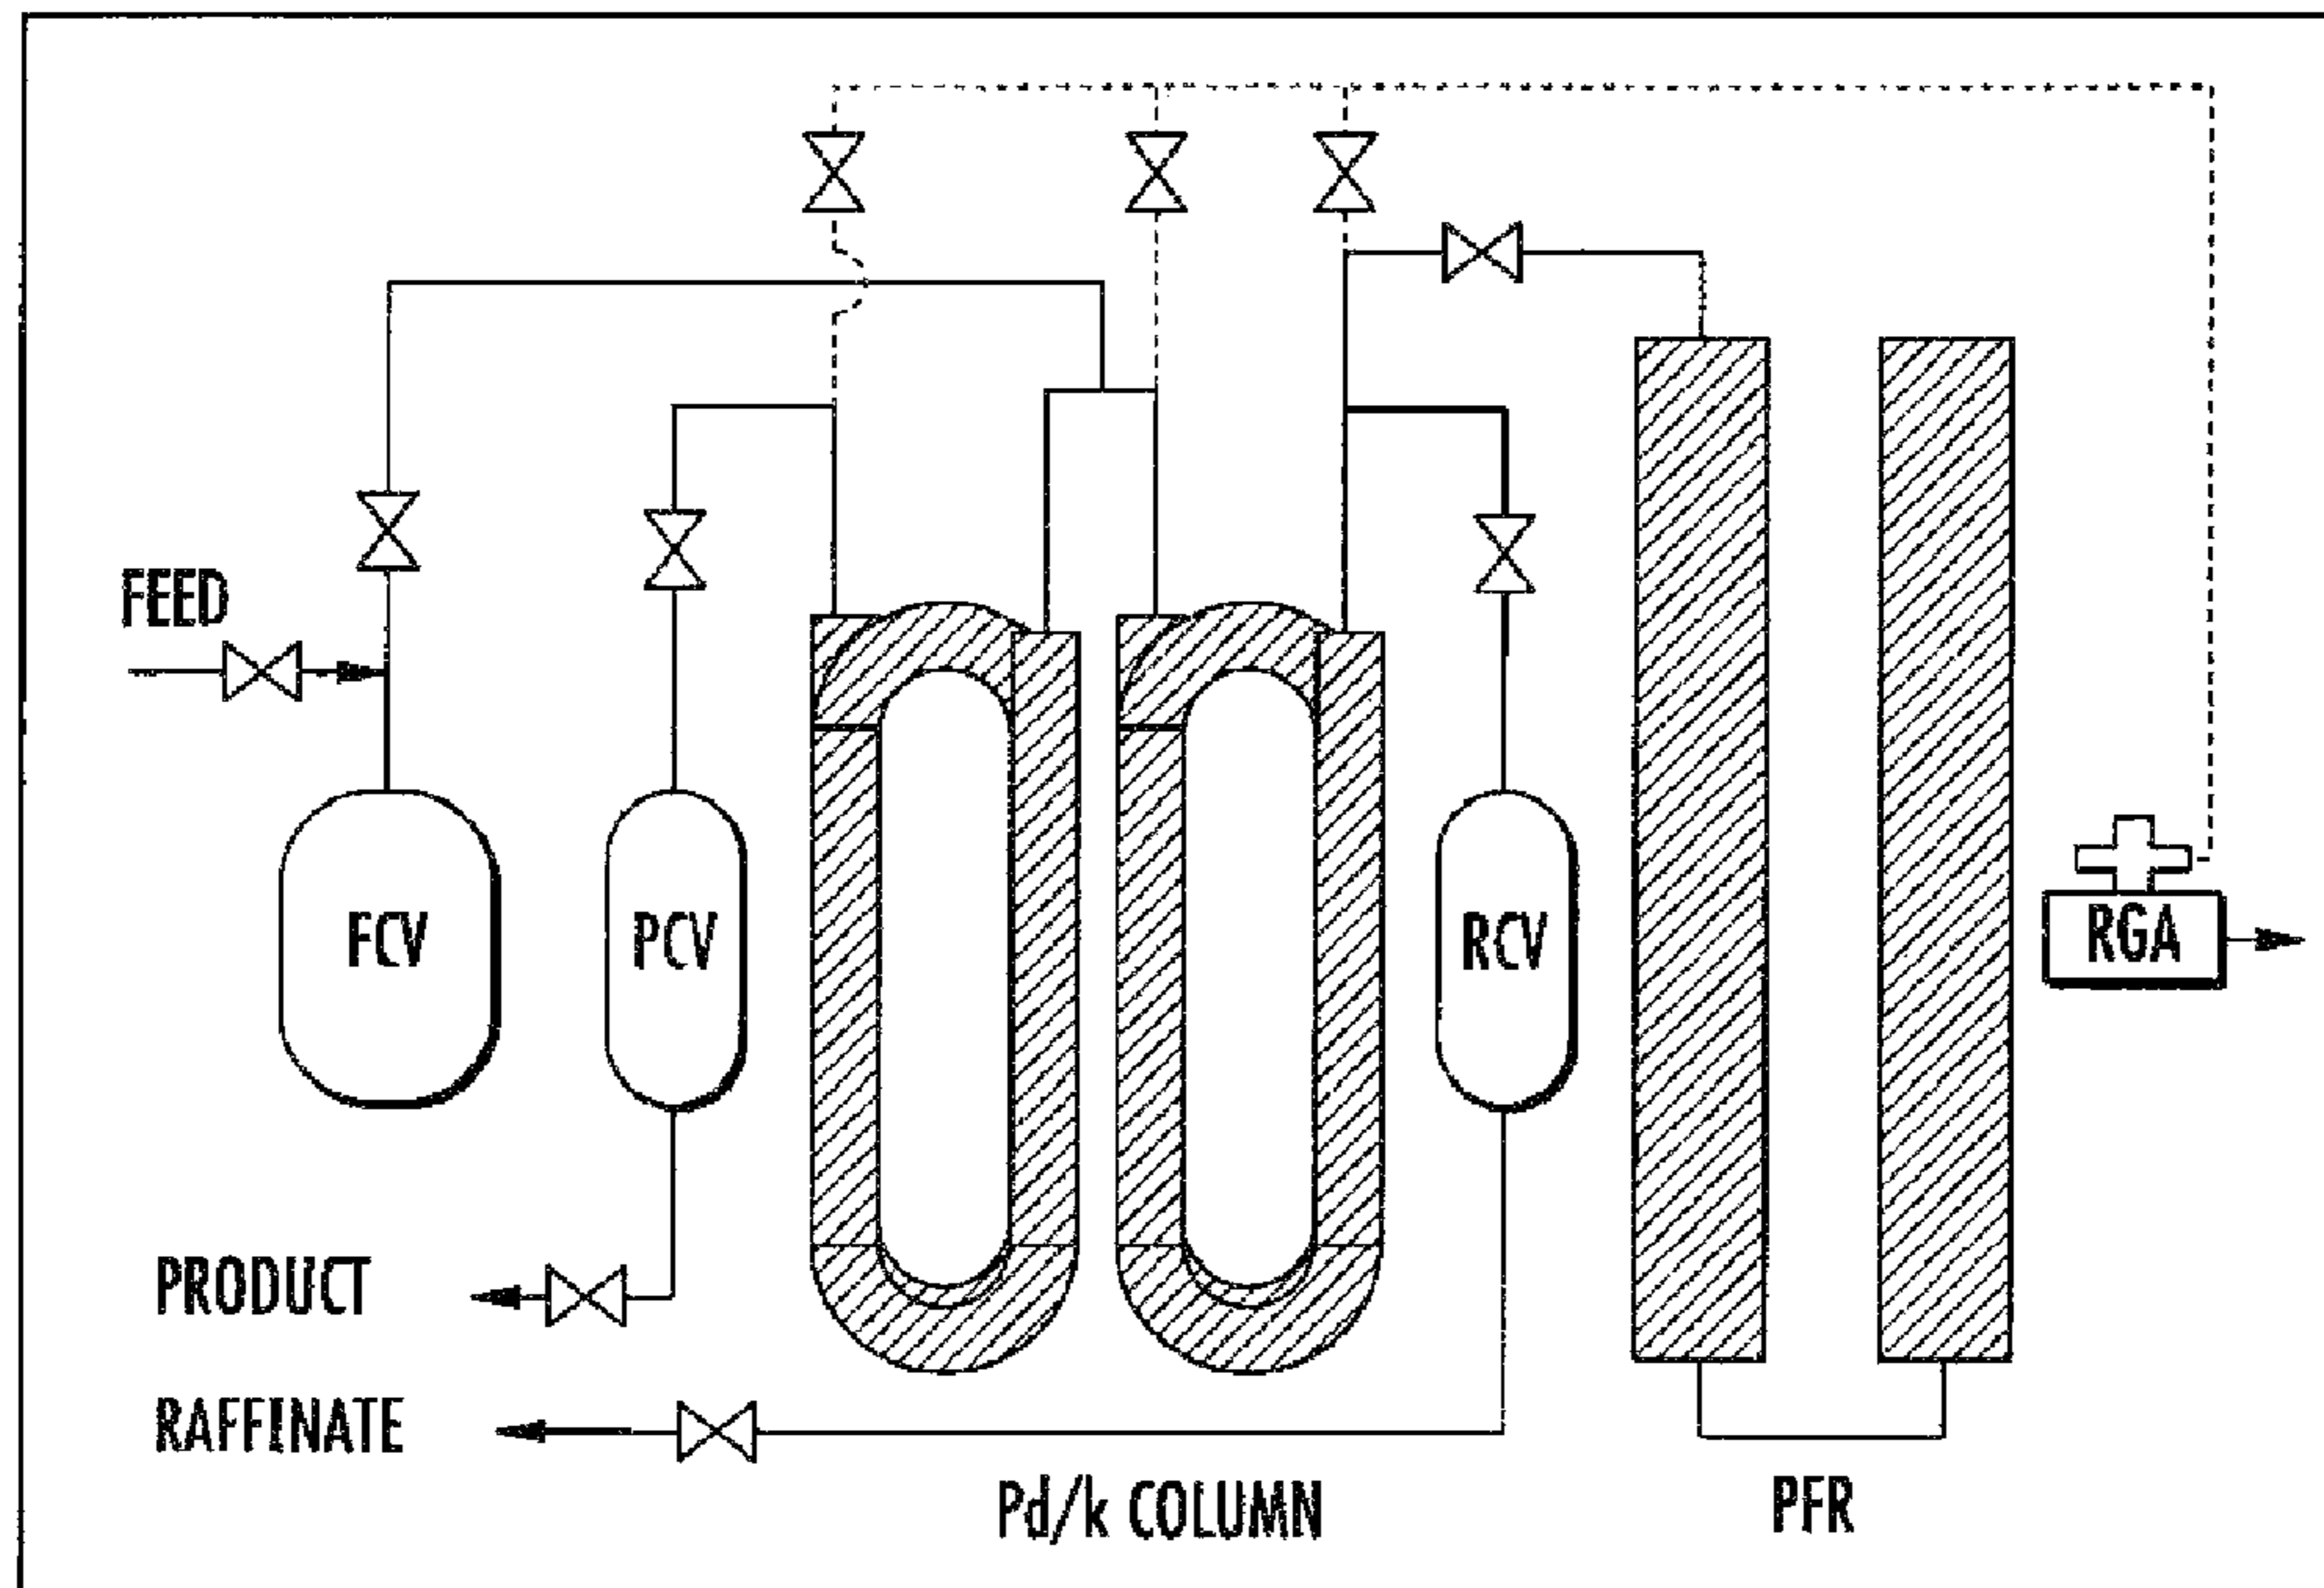 FEED
FCV
PCV
RCV
RGA
PRODUCT
RAFFINATE
Pd/k COLUMN
PFR